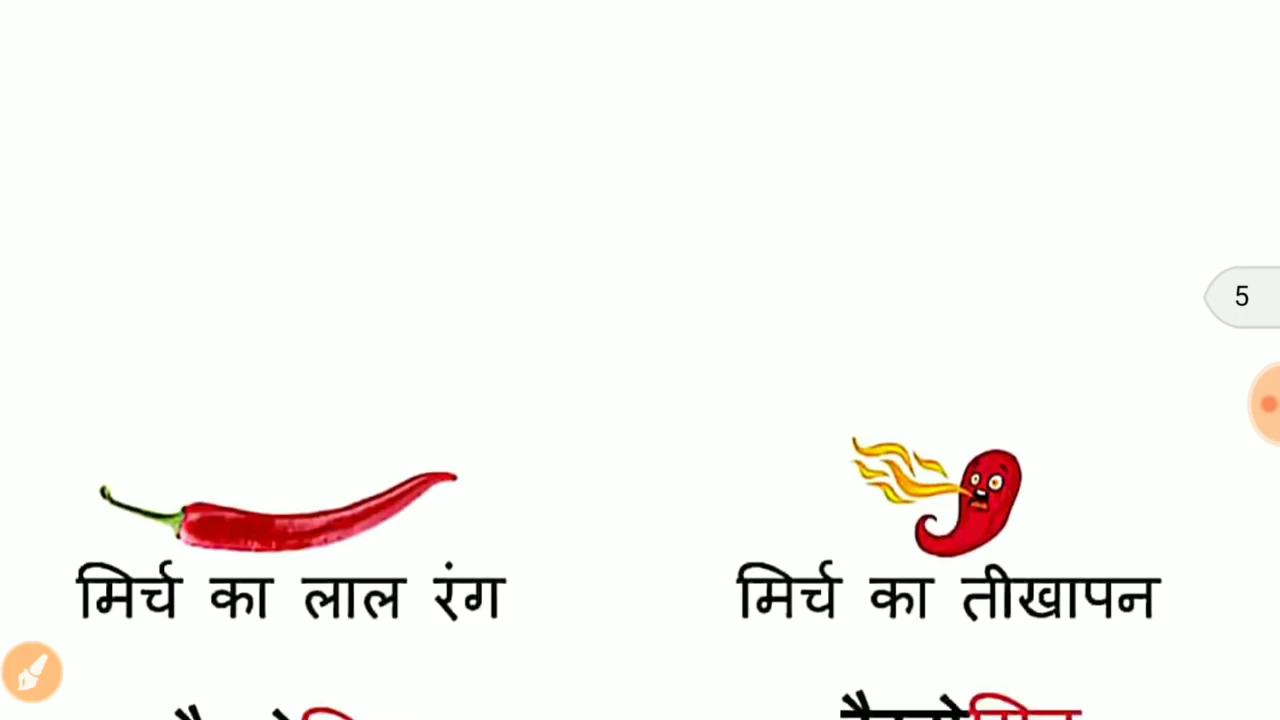 5
मिर्च का लाल रंग
मिर्च का तीखापन